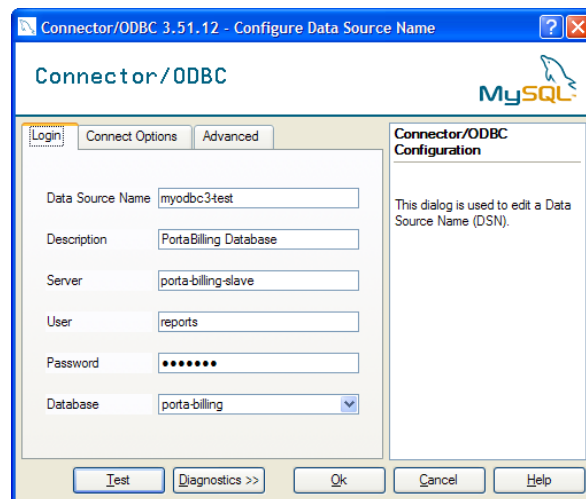 Connector/ODBC 3.51.12 - Configure Data Source Name
Connector/ODBC
MySQL
Login Connect Options Advanced
Data Source Name myodbc3-test
Description PortaBilling Database
Server porta-billing-slave
User reports
Password •••••••
Database porta-billing
Connector/ODBC
Configuration
This dialog is used to edit a Data
Source Name (DSN).
Test Diagnostics >> Ok Cancel Help